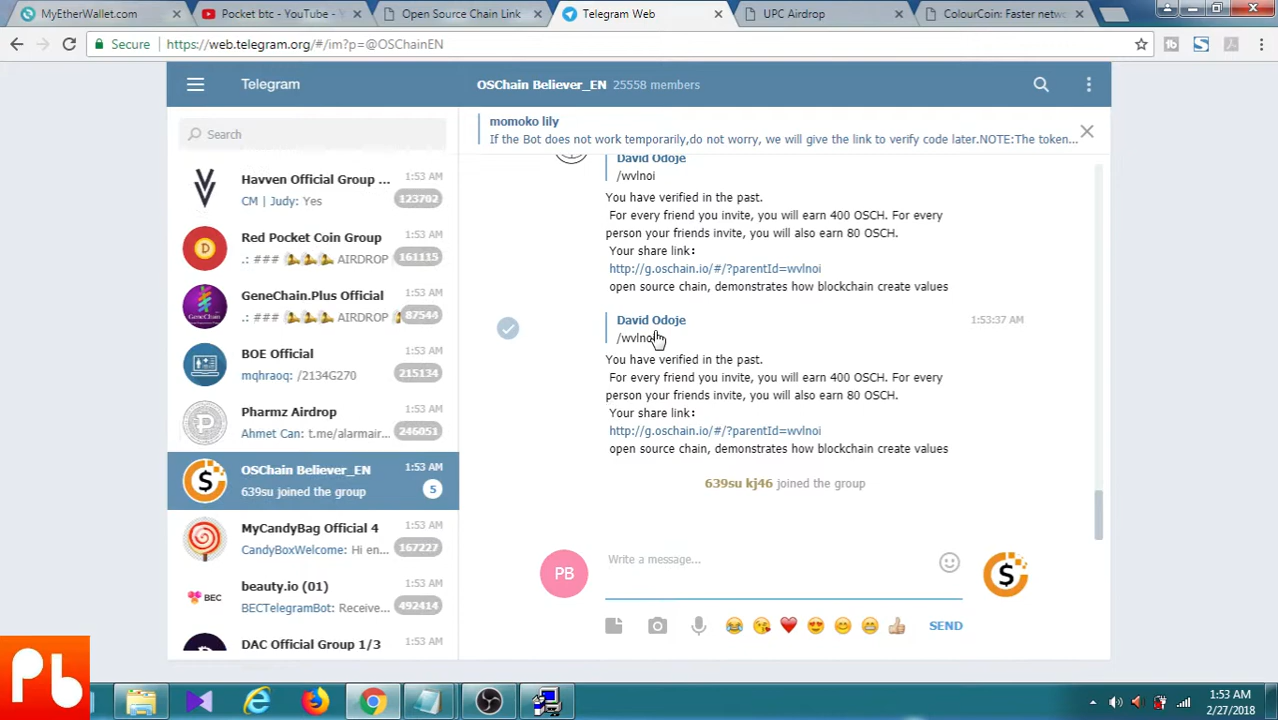 MyEtherWallet.com
Pocket btc - YouTube -
Open Source Chain Link
Telegram Web
UPC Airdrop
ColourCoin: Faster netw
Secure
https://web.telegram.org/#/im?p=@OSChainEN
Telegram
OSChain Believer_EN 25558 members
Search
momoko lily
If the Bot does not work temporarily,do not worry, we will give the link to verify code later.NOTE:The token...
Havven Official Group ...
1:53 AM
CM | Judy: Yes
123702
Red Pocket Coin Group
1:53 AM
.: ### AIRDROP
161115
GeneChain.Plus Official
1:53 AM
.: ### AIRDROP
87544
BOE Official
1:53 AM
mqhraoq: /2134G270
215134
Pharmz Airdrop
1:53 AM
Ahmet Can: t.me/alarmair...
246051
OSChain Believer_EN
1:53 AM
639su joined the group
5
MyCandyBag Official 4
1:53 AM
CandyBoxWelcome: Hi en...
167227
beauty.io (01)
1:53 AM
BEC
BECTelegramBot: Receive...
492414
DAC Official Group 1/3
1:53 AM
David Odoje
/wvlnoi
You have verified in the past.
For every friend you invite, you will earn 400 OSCH. For every
person your friends invite, you will also earn 80 OSCH.
Your share link:
http://g.oschain.io/#/?parentId=wvlnoi
open source chain, demonstrates how blockchain create values
David Odoje
1:53:37 AM
/wvlnoi
You have verified in the past.
For every friend you invite, you will earn 400 OSCH. For every
person your friends invite, you will also earn 80 OSCH.
Your share link:
http://g.oschain.io/#/?parentId=wvlnoi
open source chain, demonstrates how blockchain create values
639su kj46 joined the group
PB
Write a message...
SEND
Pb
1:53 AM
2/27/2018